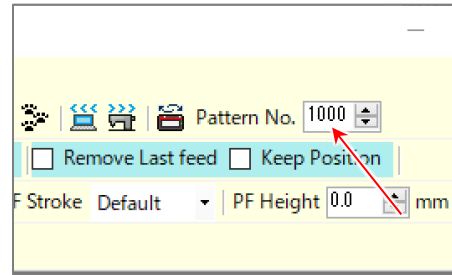 Pattern No. 1000
Remove Last feed Keep Position
F Stroke Default PF Height 0.0 mm